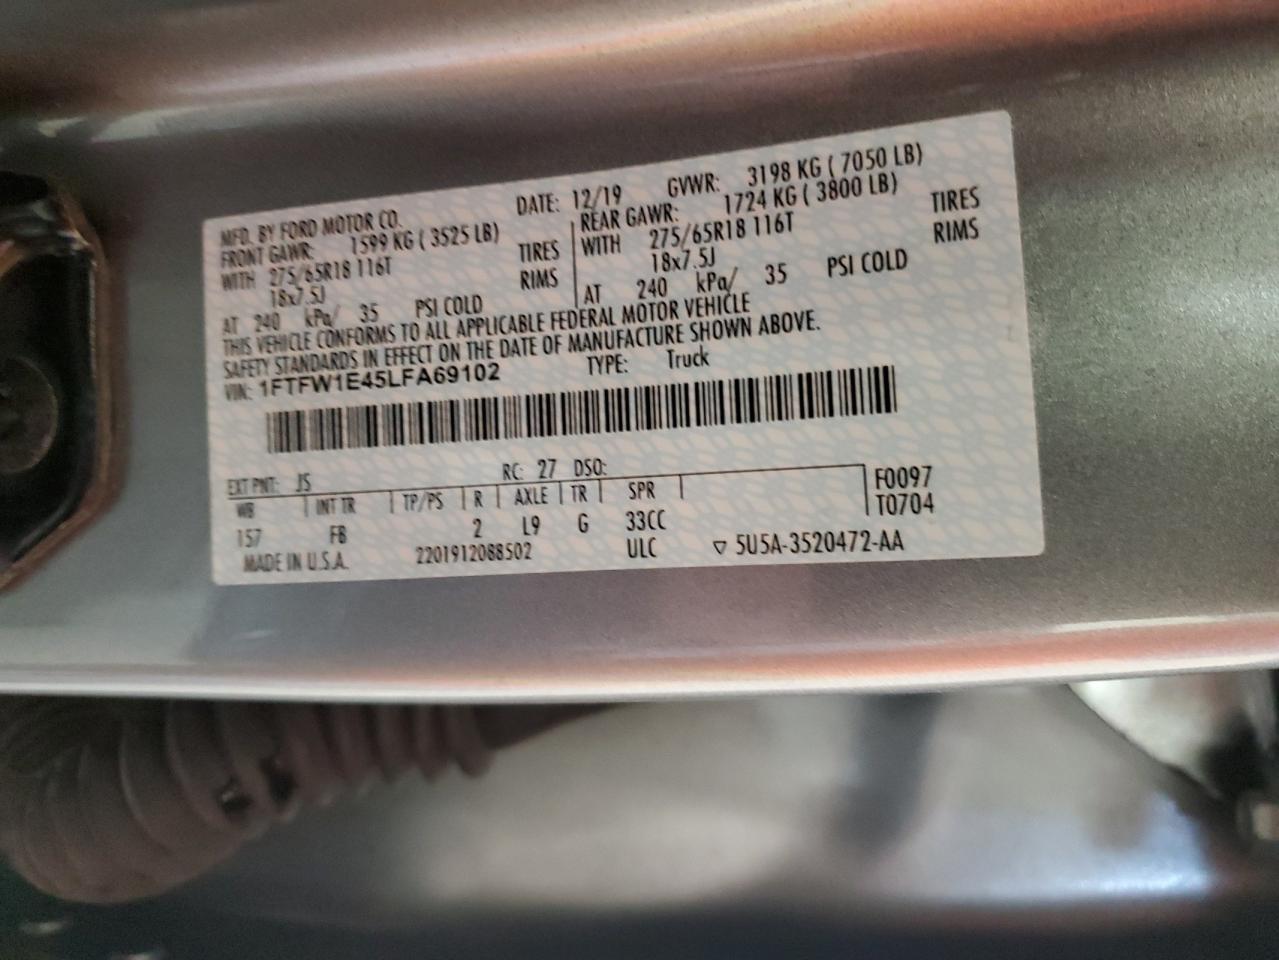 MFD. BY FORD MOTOR CO. DATE: 12/19 GVWR: 3198 KG ( 7050 LB)
FRONT GAWR: 1599 KG ( 3525 LB)
WITH 275/65R18 116T TIRES
18x7.5J RIMS
AT 240 kPa/ 35 PSI COLD
REAR GAWR: 1724 KG ( 3800 LB)
WITH 275/65R18 116T TIRES
18x7.5J RIMS
AT 240 kPa/ 35 PSI COLD
THIS VEHICLE CONFORMS TO ALL APPLICABLE FEDERAL MOTOR VEHICLE
SAFETY STANDARDS IN EFFECT ON THE DATE OF MANUFACTURE SHOWN ABOVE.
VIN: 1FTFW1E45LFA69102 TYPE: Truck
EXT PNT: JS RC: 27 DSO:
WB INT TR TP/PS R AXLE TR SPR F0097
157 FB 2 L9 G 33CC T0704
MADE IN U.S.A. 2201912088502 ULC ▽ 5U5A-3520472-AA